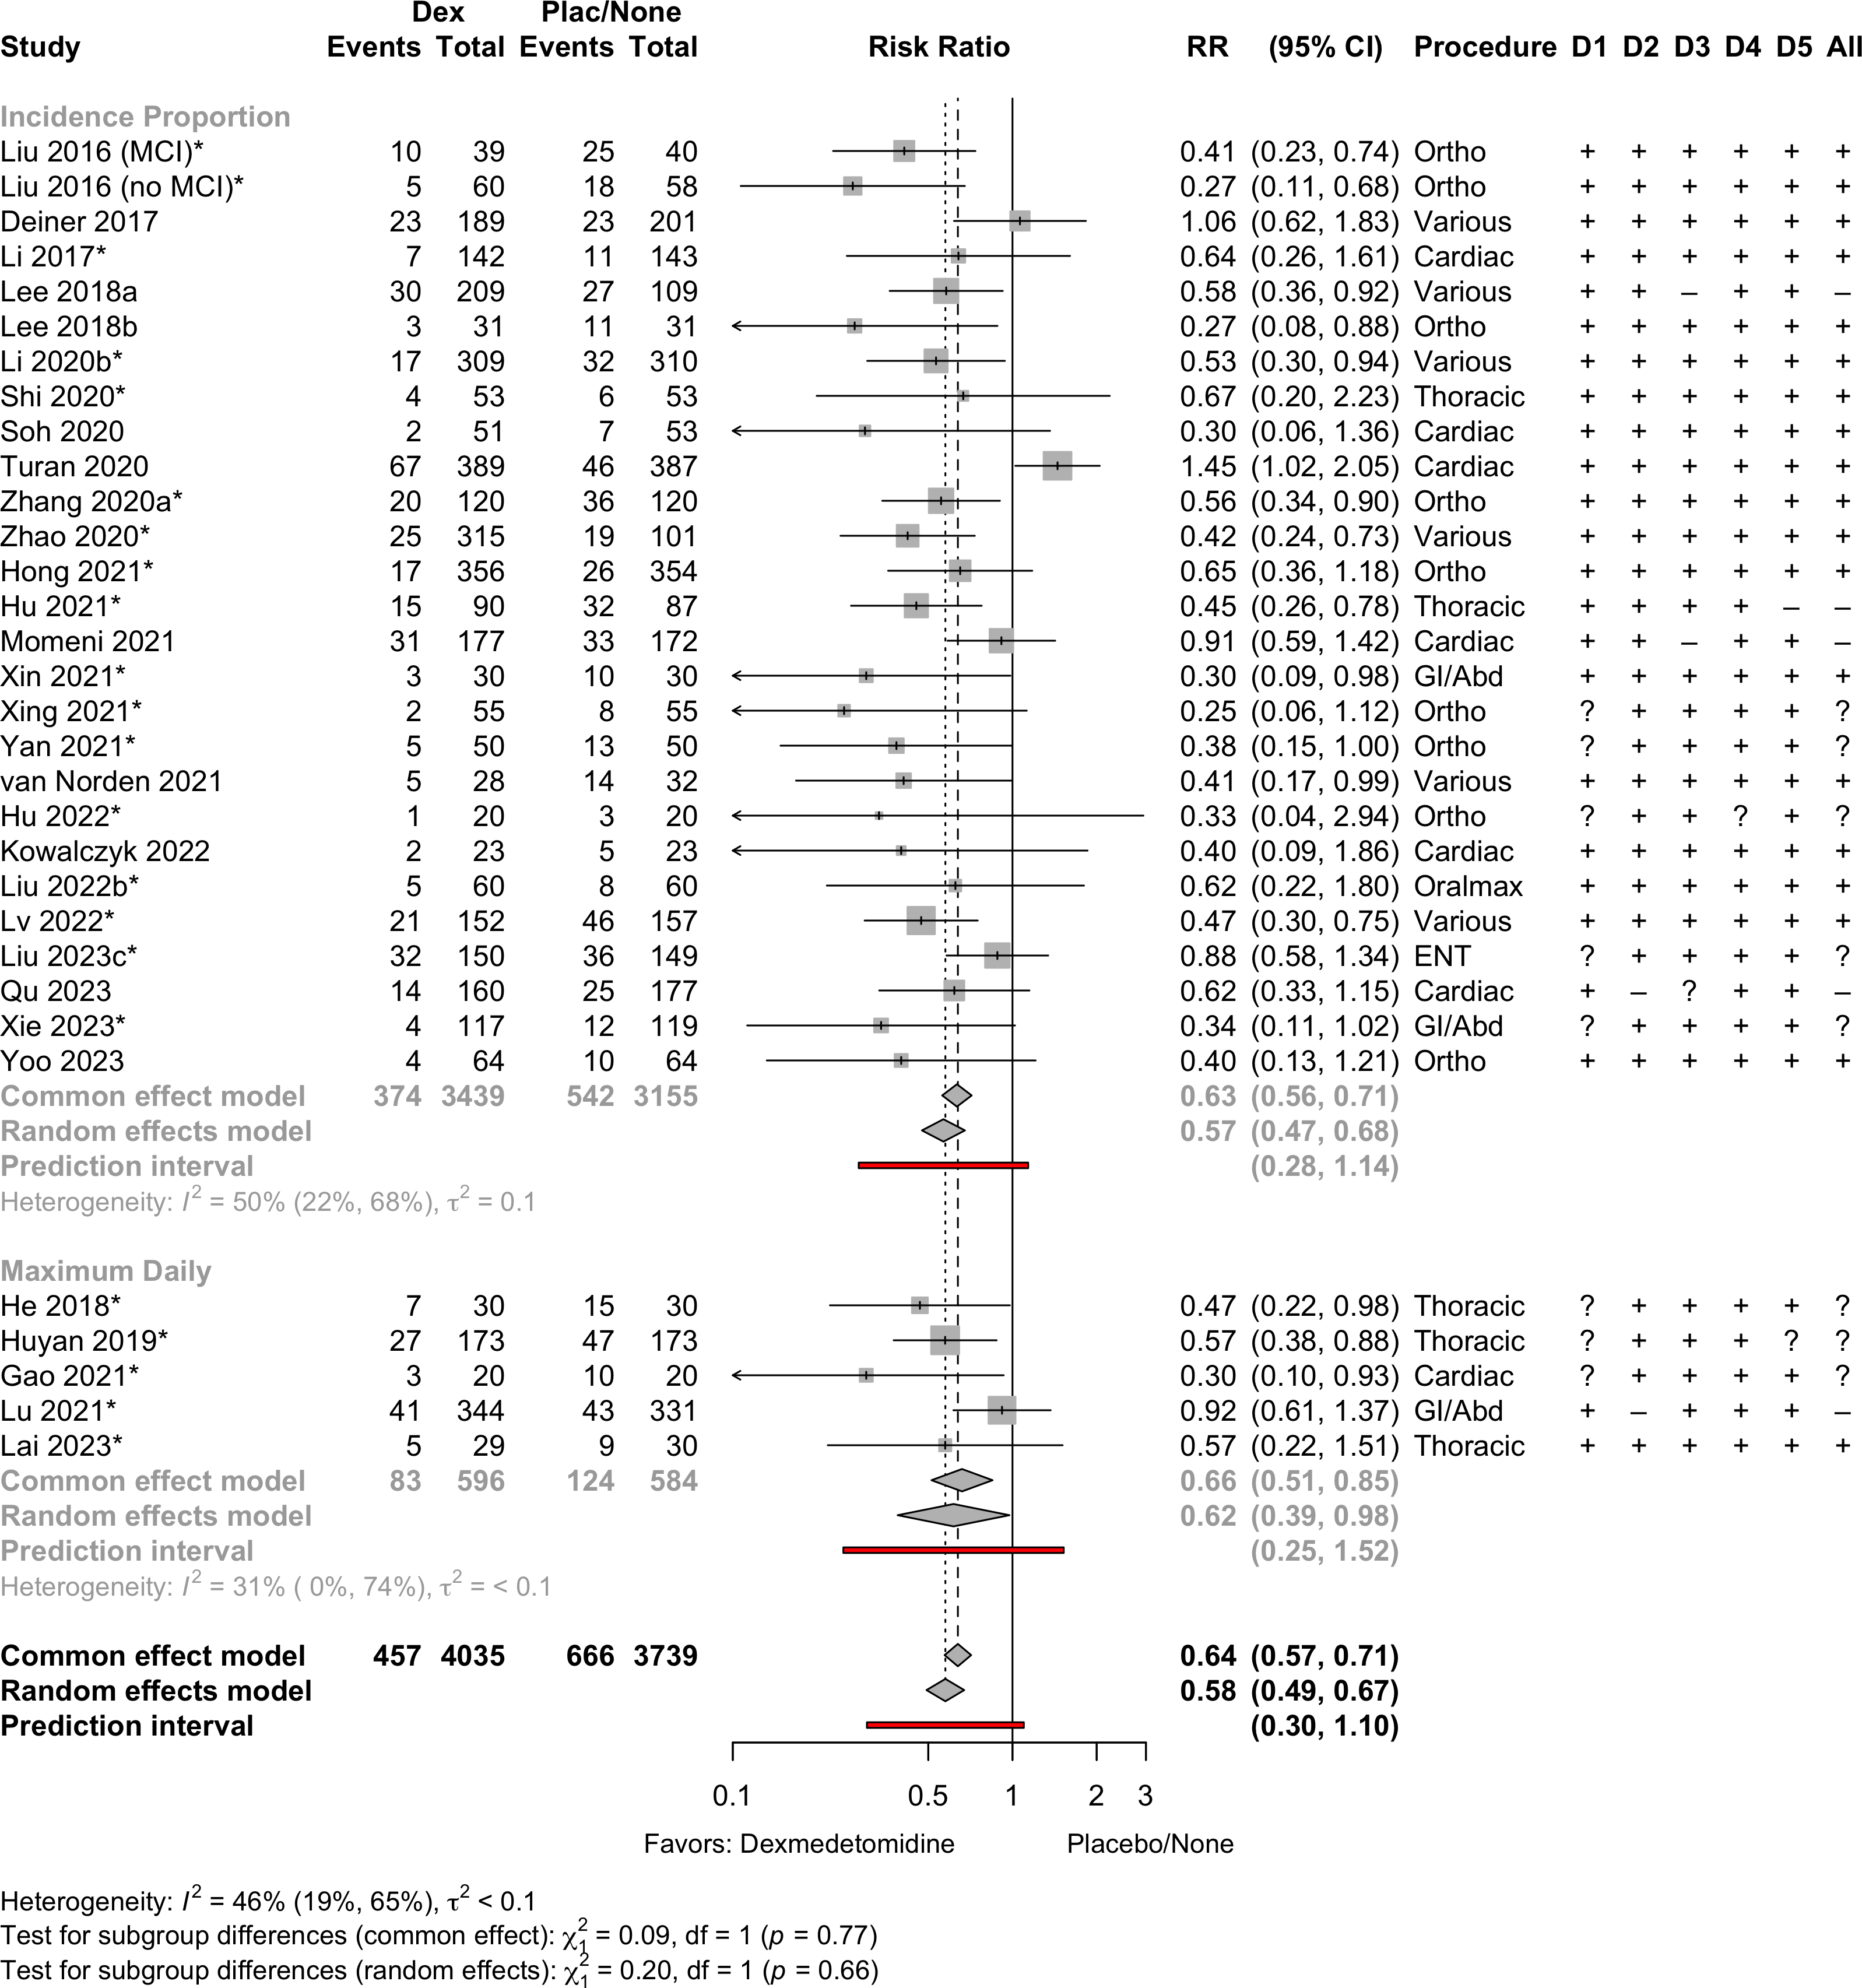 Dex Plac/None
Study Events Total Events Total Risk Ratio RR (95% CI) Procedure D1 D2 D3 D4 D5 All
Incidence Proportion
Liu 2016 (MCI)* 10 39 25 40 0.41 (0.23, 0.74) Ortho + + + + + +
Liu 2016 (no MCI)* 5 60 18 58 0.27 (0.11, 0.68) Ortho + + + + + +
Deiner 2017 23 189 23 201 1.06 (0.62, 1.83) Various + + + + + +
Li 2017* 7 142 11 143 0.64 (0.26, 1.61) Cardiac + + + + + +
Lee 2018a 30 209 27 109 0.58 (0.36, 0.92) Various + + – + + –
Lee 2018b 3 31 11 31 0.27 (0.08, 0.88) Ortho + + + + + +
Li 2020b* 17 309 32 310 0.53 (0.30, 0.94) Various + + + + + +
Shi 2020* 4 53 6 53 0.67 (0.20, 2.23) Thoracic + + + + + +
Soh 2020 2 51 7 53 0.30 (0.06, 1.36) Cardiac + + + + + +
Turan 2020 67 389 46 387 1.45 (1.02, 2.05) Cardiac + + + + + +
Zhang 2020a* 20 120 36 120 0.56 (0.34, 0.90) Ortho + + + + + +
Zhao 2020* 25 315 19 101 0.42 (0.24, 0.73) Various + + + + + +
Hong 2021* 17 356 26 354 0.65 (0.36, 1.18) Ortho + + + + + +
Hu 2021* 15 90 32 87 0.45 (0.26, 0.78) Thoracic + + + + – –
Momeni 2021 31 177 33 172 0.91 (0.59, 1.42) Cardiac + + – + + –
Xin 2021* 3 30 10 30 0.30 (0.09, 0.98) GI/Abd + + + + + +
Xing 2021* 2 55 8 55 0.25 (0.06, 1.12) Ortho ? + + + + ?
Yan 2021* 5 50 13 50 0.38 (0.15, 1.00) Ortho ? + + + + ?
van Norden 2021 5 28 14 32 0.41 (0.17, 0.99) Various + + + + + +
Hu 2022* 1 20 3 20 0.33 (0.04, 2.94) Ortho ? + + ? + ?
Kowalczyk 2022 2 23 5 23 0.40 (0.09, 1.86) Cardiac + + + + + +
Liu 2022b* 5 60 8 60 0.62 (0.22, 1.80) Oralmax + + + + + +
Lv 2022* 21 152 46 157 0.47 (0.30, 0.75) Various + + + + + +
Liu 2023c* 32 150 36 149 0.88 (0.58, 1.34) ENT ? + + + + ?
Qu 2023 14 160 25 177 0.62 (0.33, 1.15) Cardiac + – ? + + –
Xie 2023* 4 117 12 119 0.34 (0.11, 1.02) GI/Abd ? + + + + ?
Yoo 2023 4 64 10 64 0.40 (0.13, 1.21) Ortho + + + + + +
Common effect model 374 3439 542 3155 0.63 (0.56, 0.71)
Random effects model 0.57 (0.47, 0.68)
Prediction interval (0.28, 1.14)
Heterogeneity: I² = 50% (22%, 68%), τ² = 0.1
Maximum Daily
He 2018* 7 30 15 30 0.47 (0.22, 0.98) Thoracic ? + + + + ?
Huyan 2019* 27 173 47 173 0.57 (0.38, 0.88) Thoracic ? + + + ? ?
Gao 2021* 3 20 10 20 0.30 (0.10, 0.93) Cardiac ? + + + + ?
Lu 2021* 41 344 43 331 0.92 (0.61, 1.37) GI/Abd + – + + + –
Lai 2023* 5 29 9 30 0.57 (0.22, 1.51) Thoracic + + + + + +
Common effect model 83 596 124 584 0.66 (0.51, 0.85)
Random effects model 0.62 (0.39, 0.98)
Prediction interval (0.25, 1.52)
Heterogeneity: I² = 31% ( 0%, 74%), τ² = < 0.1
Common effect model 457 4035 666 3739 0.64 (0.57, 0.71)
Random effects model 0.58 (0.49, 0.67)
Prediction interval (0.30, 1.10)
0.1 0.5 1 2 3
Favors: Dexmedetomidine Placebo/None
Heterogeneity: I² = 46% (19%, 65%), τ² < 0.1
Test for subgroup differences (common effect): χ₁² = 0.09, df = 1 (p = 0.77)
Test for subgroup differences (random effects): χ₁² = 0.20, df = 1 (p = 0.66)